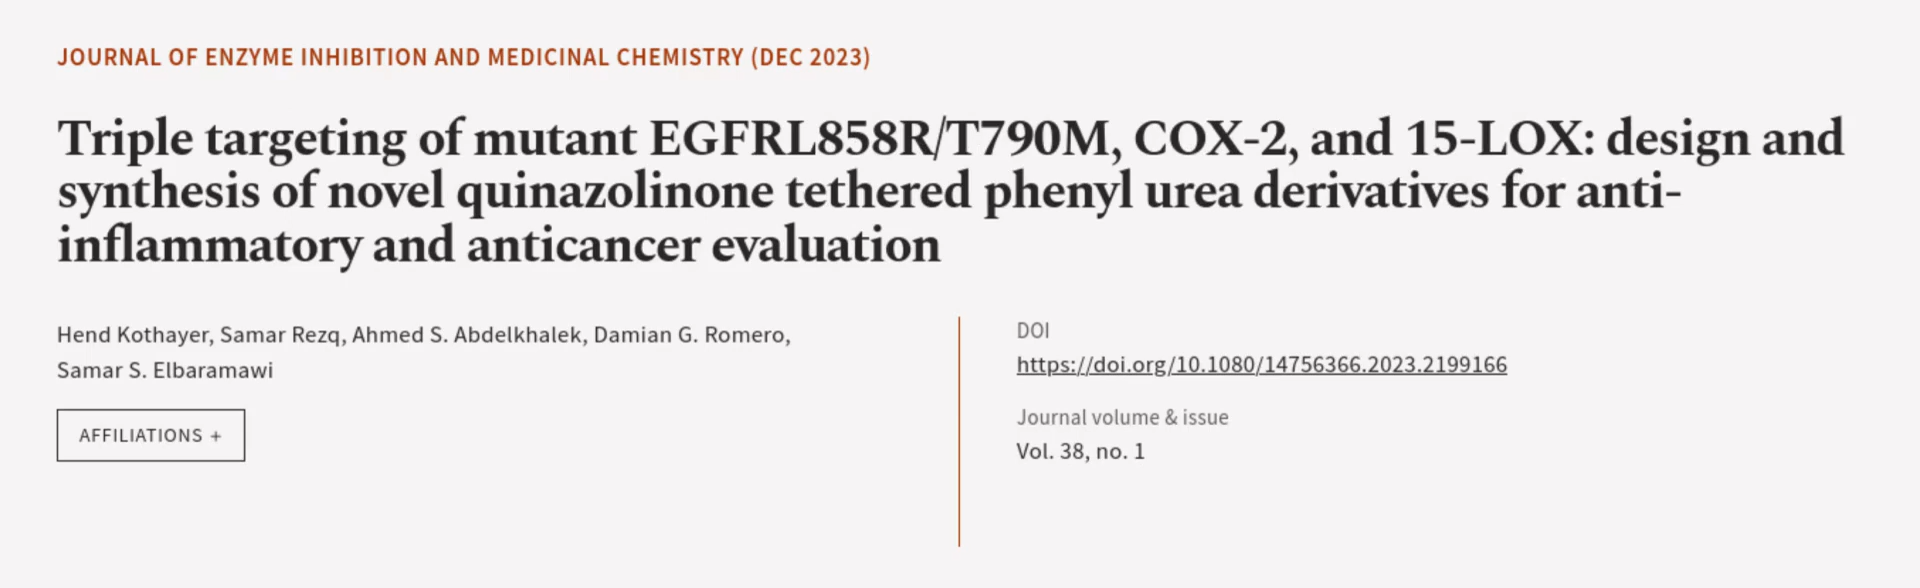 JOURNAL OF ENZYME INHIBITION AND MEDICINAL CHEMISTRY (DEC 2023)
Triple targeting of mutant EGFRL858R/T790M, COX-2, and 15-LOX: design and
synthesis of novel quinazolinone tethered phenyl urea derivatives for anti-
inflammatory and anticancer evaluation
Hend Kothayer, Samar Rezq, Ahmed S. Abdelkhalek, Damian G. Romero,
Samar S. Elbaramawi
AFFILIATIONS +
DOI
https://doi.org/10.1080/14756366.2023.2199166
Journal volume & issue
Vol. 38, no. 1